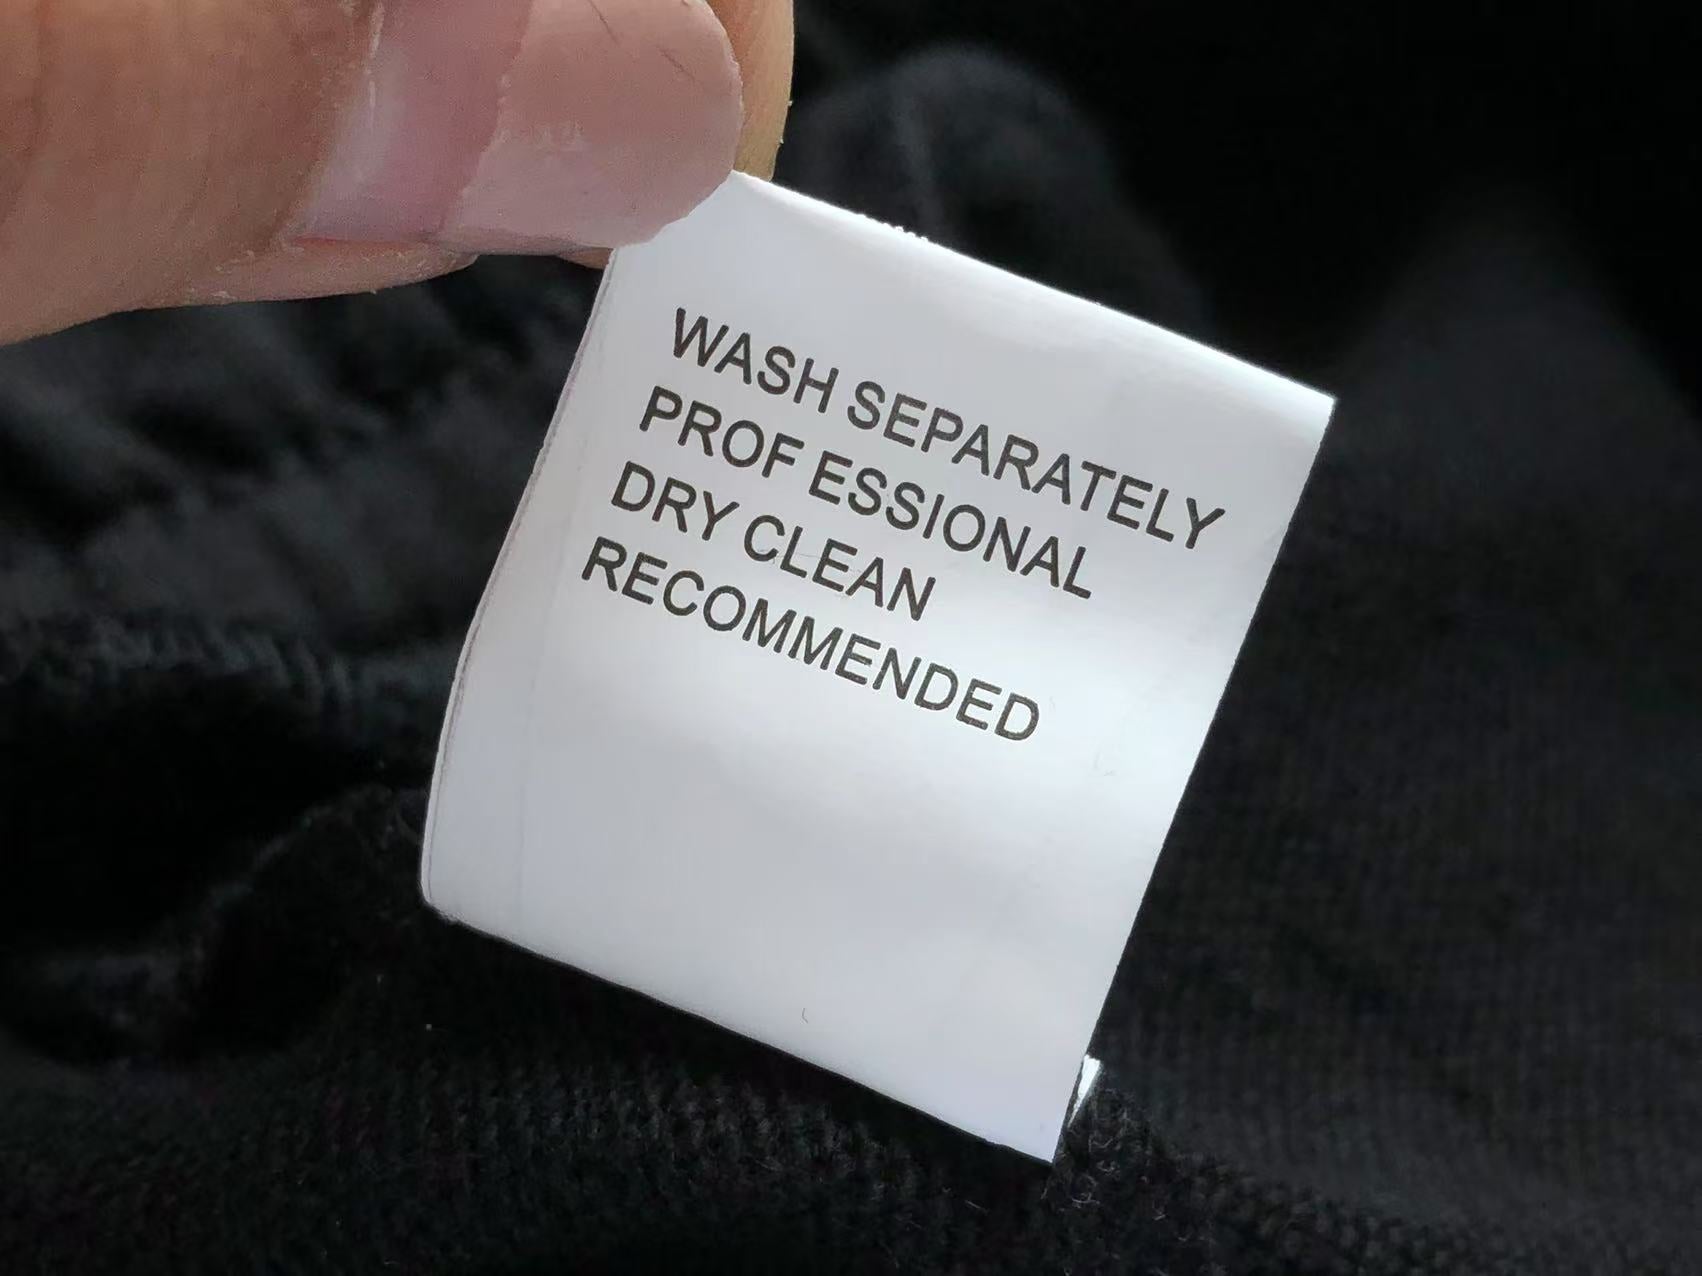 WASH SEPARATELY
PROF ESSIONAL
DRY CLEAN
RECOMMENDED